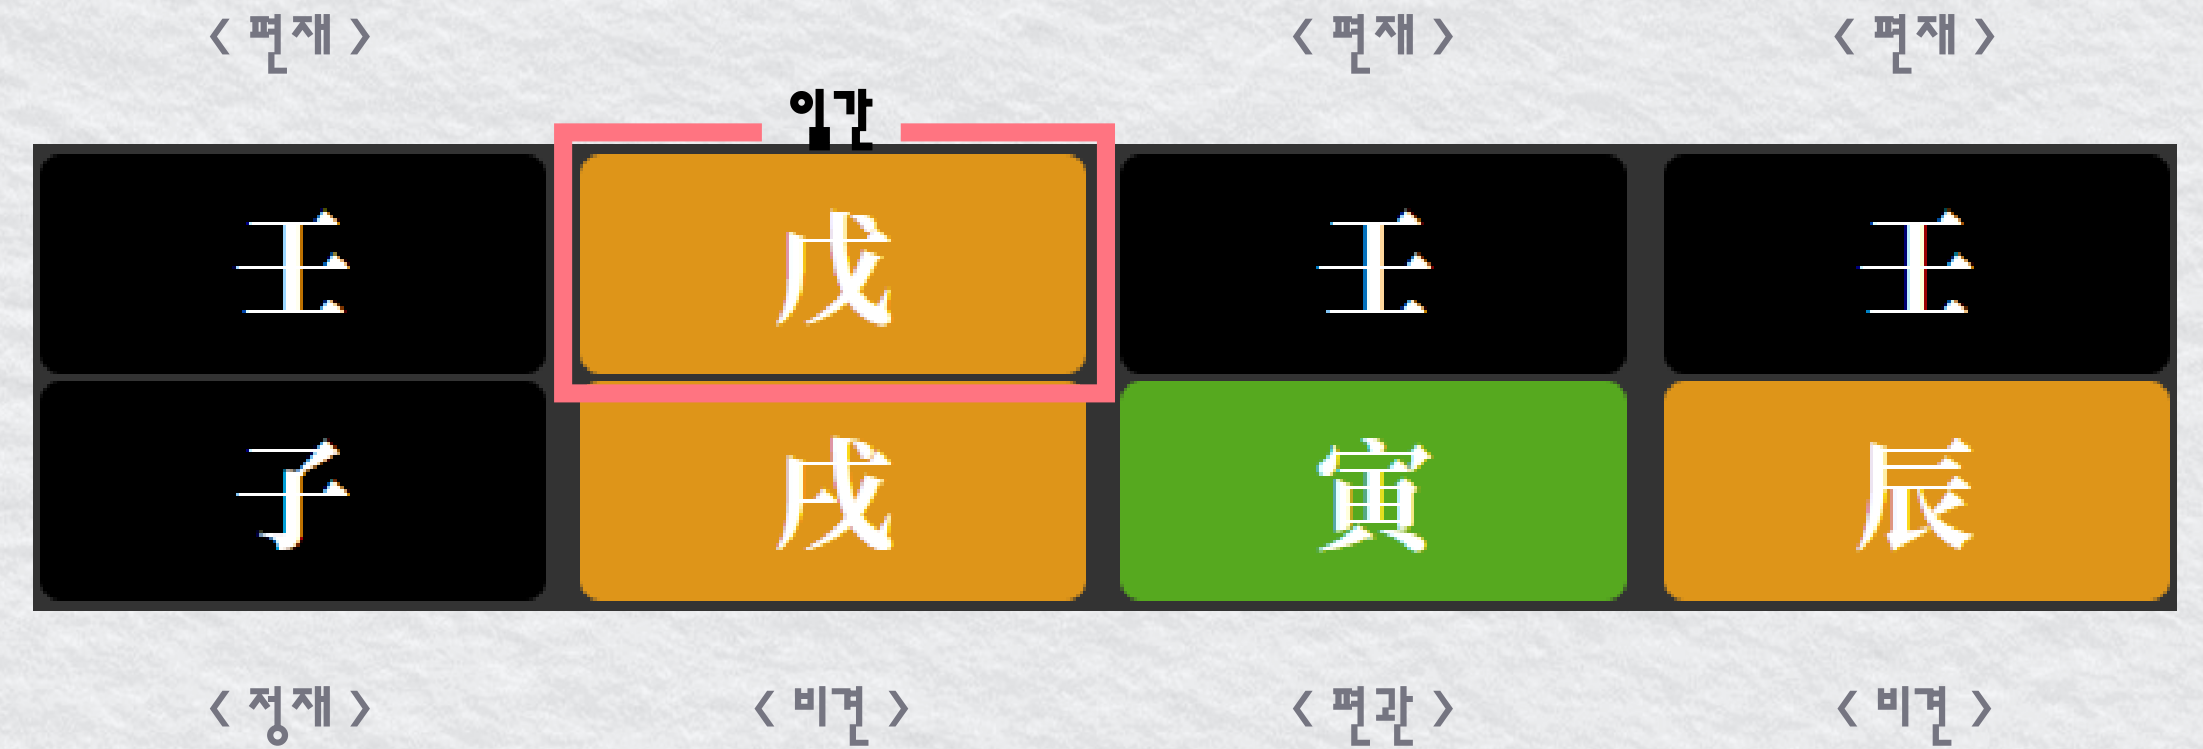 〈 편재 〉 〈 편재 〉 〈 편재 〉
일간
壬 戊 壬 壬
子 戌 寅 辰
〈 정재 〉 〈 비견 〉 〈 편관 〉 〈 비견 〉